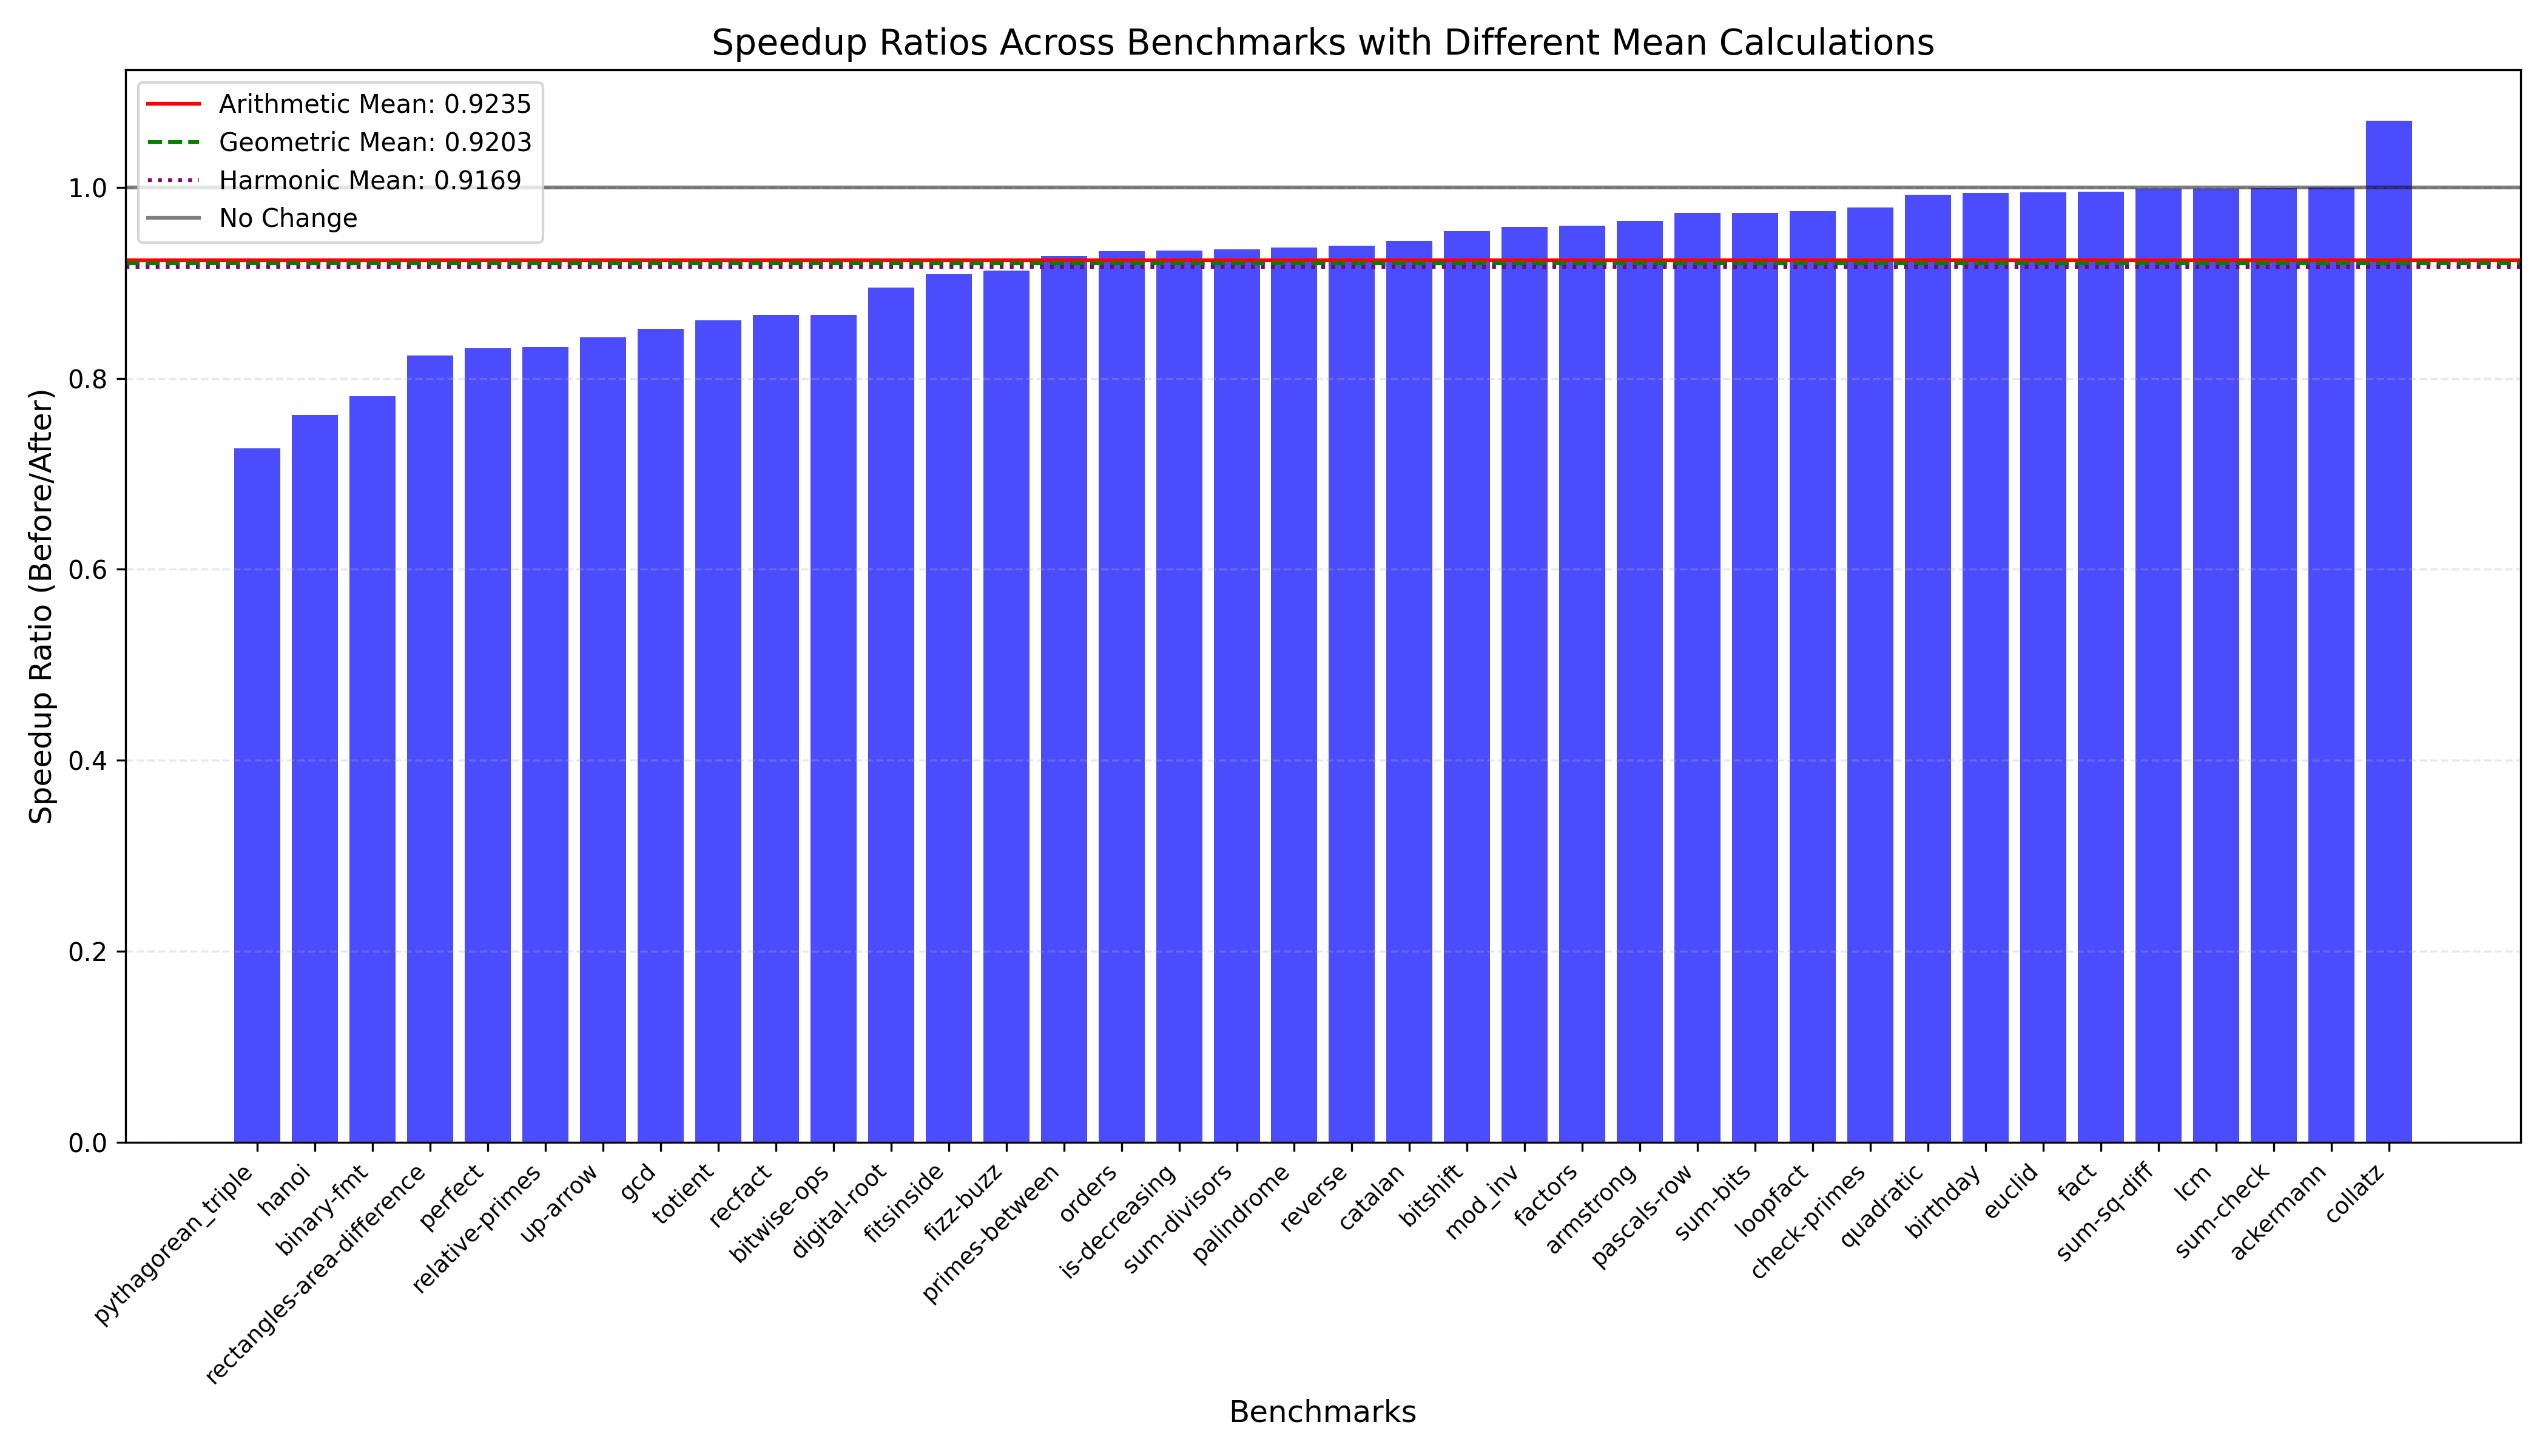 Speedup Ratios Across Benchmarks with Different Mean Calculations
Arithmetic Mean: 0.9235
Geometric Mean: 0.9203
Harmonic Mean: 0.9169
No Change
Speedup Ratio (Before/After)
1.0
0.8
0.6
0.4
0.2
0.0
pythagorean_triple
hanoi
binary-fmt
rectangles-area-difference
perfect
relative-primes
up-arrow
gcd
totient
recfact
bitwise-ops
digital-root
fitsinside
fizz-buzz
primes-between
orders
is-decreasing
sum-divisors
palindrome
reverse
catalan
bitshift
mod_inv
factors
armstrong
pascals-row
sum-bits
loopfact
check-primes
quadratic
birthday
euclid
fact
sum-sq-diff
lcm
sum-check
ackermann
collatz
Benchmarks